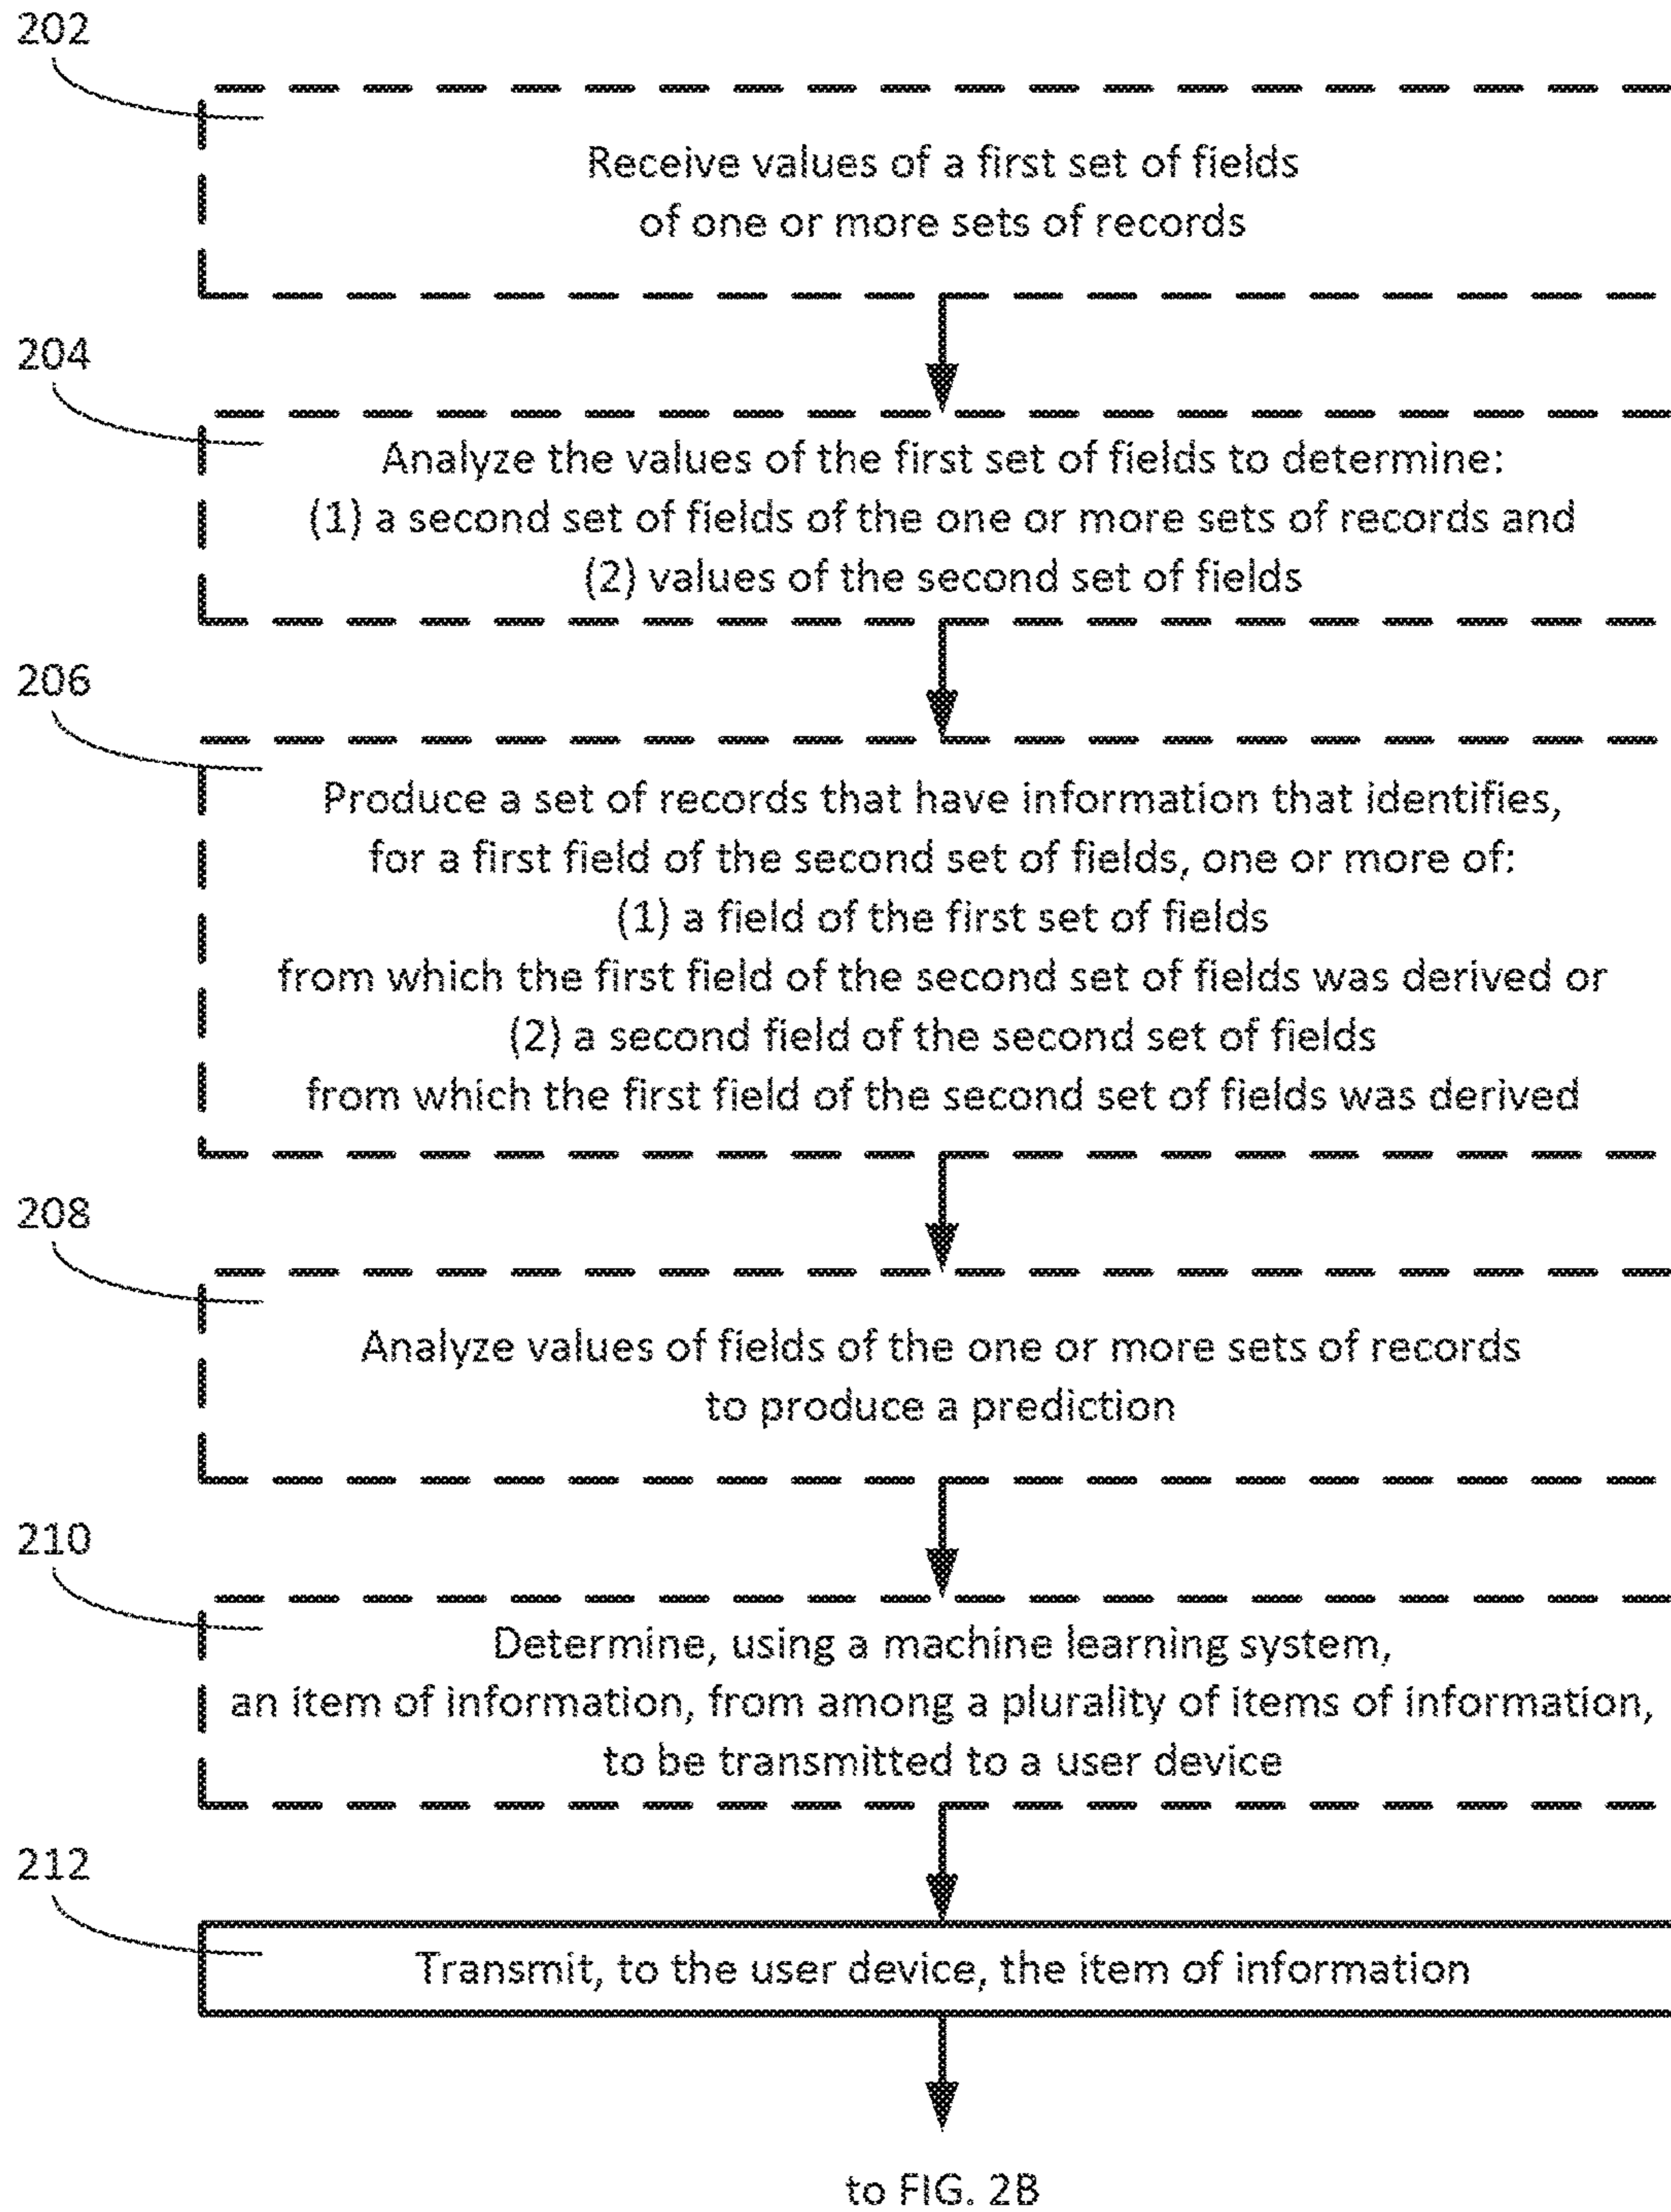 202
Receive values of a first set of fields
of one or more sets of records
204
Analyze the values of the first set of fields to determine:
(1) a second set of fields of the one or more sets of records and
(2) values of the second set of fields
206
Produce a set of records that have information that identifies,
for a first field of the second set of fields, one or more of:
(1) a field of the first set of fields
from which the first field of the second set of fields was derived or
(2) a second field of the second set of fields
from which the first field of the second set of fields was derived
208
Analyze values of fields of the one or more sets of records
to produce a prediction
210
Determine, using a machine learning system,
an item of information, from among a plurality of items of information,
to be transmitted to a user device
212
Transmit, to the user device, the item of information
to FIG. 2B